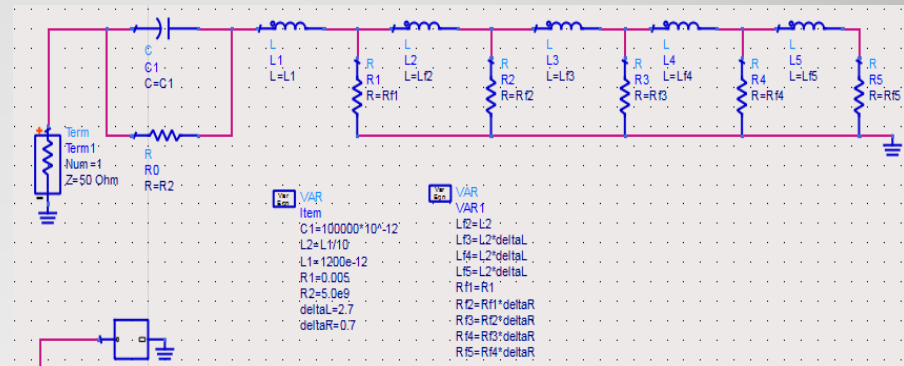 C
C1
C=C1
L
L1
L=L1
L
L2
L=Lf2
L
L3
L=Lf3
L
L4
L=Lf4
L
L5
L=Lf5
R
R1
R=Rf1
R
R2
R=Rf2
R
R3
R=Rf3
R
R4
R=Rf4
R
R5
R=Rf5
+
Term
Term1
Num=1
Z=50 Ohm
-
R
R0
R=R2
Var
Eqn
VAR
Item
C1=100000*10^-12
L2=L1/10
L1=1200e-12
R1=0.005
R2=5.0e9
deltaL=2.7
deltaR=0.7
Var
Eqn
VAR
VAR1
Lf2=L2
Lf3=L2*deltaL
Lf4=L2*deltaL
Lf5=L2*deltaL
Rf1=R1
Rf2=Rf1*deltaR
Rf3=Rf2*deltaR
Rf4=Rf3*deltaR
Rf5=Rf4*deltaR